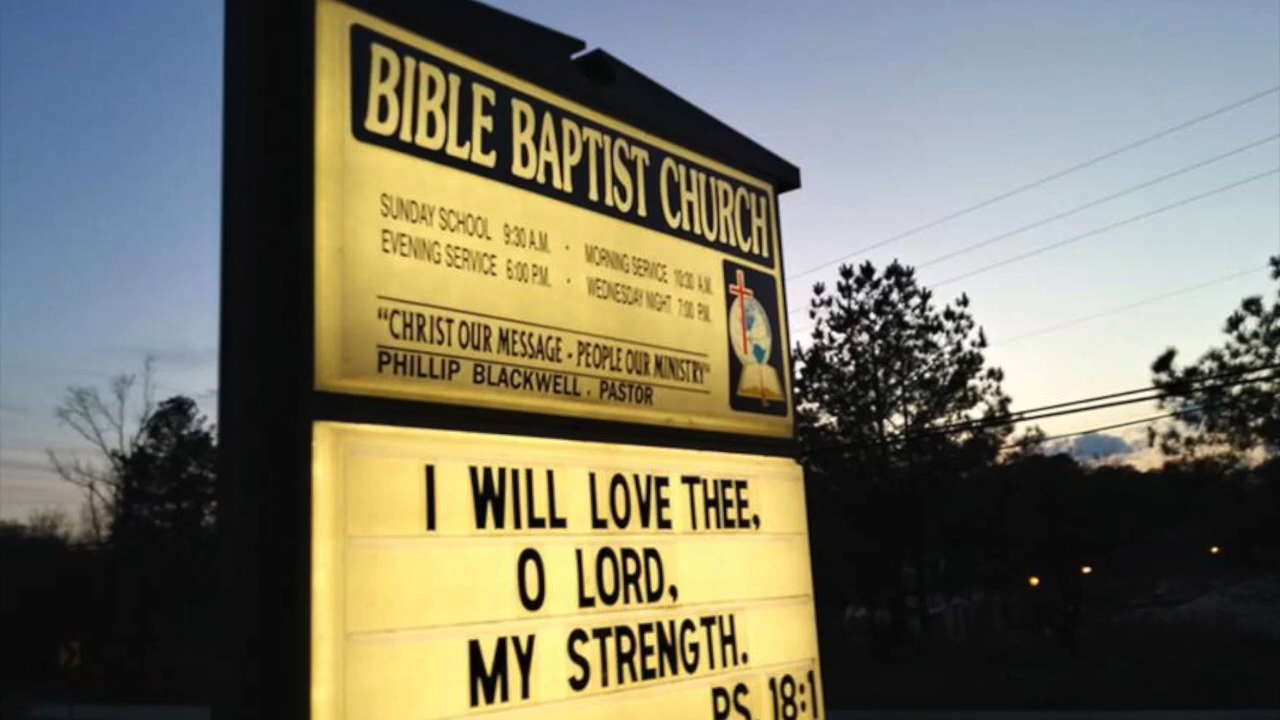 BIBLE BAPTIST CHURCH
SUNDAY SCHOOL 9:30 A.M. · MORNING SERVICE 10:30 A.M.
EVENING SERVICE 6:00 P.M. · WEDNESDAY NIGHT 7:00 P.M.
"CHRIST OUR MESSAGE - PEOPLE OUR MINISTRY"
PHILLIP BLACKWELL · PASTOR
I WILL LOVE THEE,
O LORD,
MY STRENGTH.
PS. 18:1